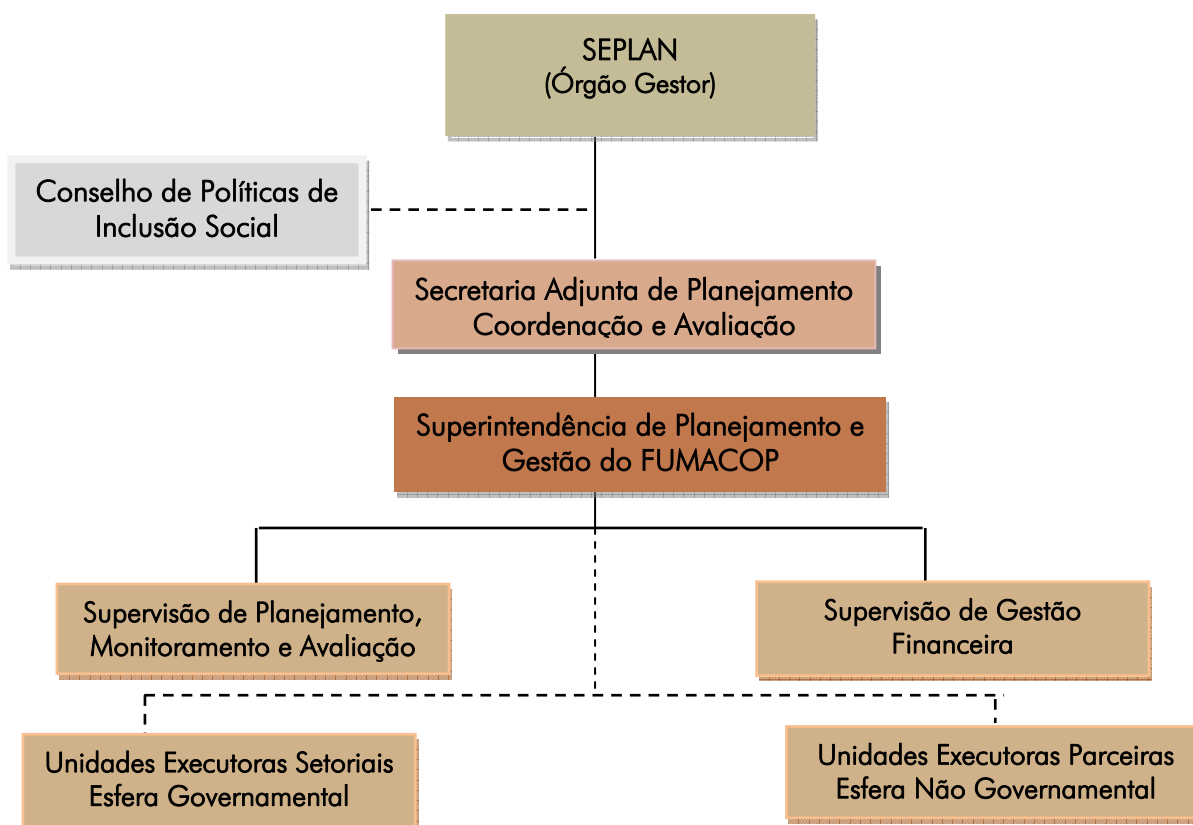 SEPLAN
(Órgão Gestor)
Conselho de Políticas de
Inclusão Social
Secretaria Adjunta de Planejamento
Coordenação e Avaliação
Superintendência de Planejamento e
Gestão do FUMACOP
Supervisão de Planejamento,
Monitoramento e Avaliação
Supervisão de Gestão
Financeira
Unidades Executoras Setoriais
Esfera Governamental
Unidades Executoras Parceiras
Esfera Não Governamental